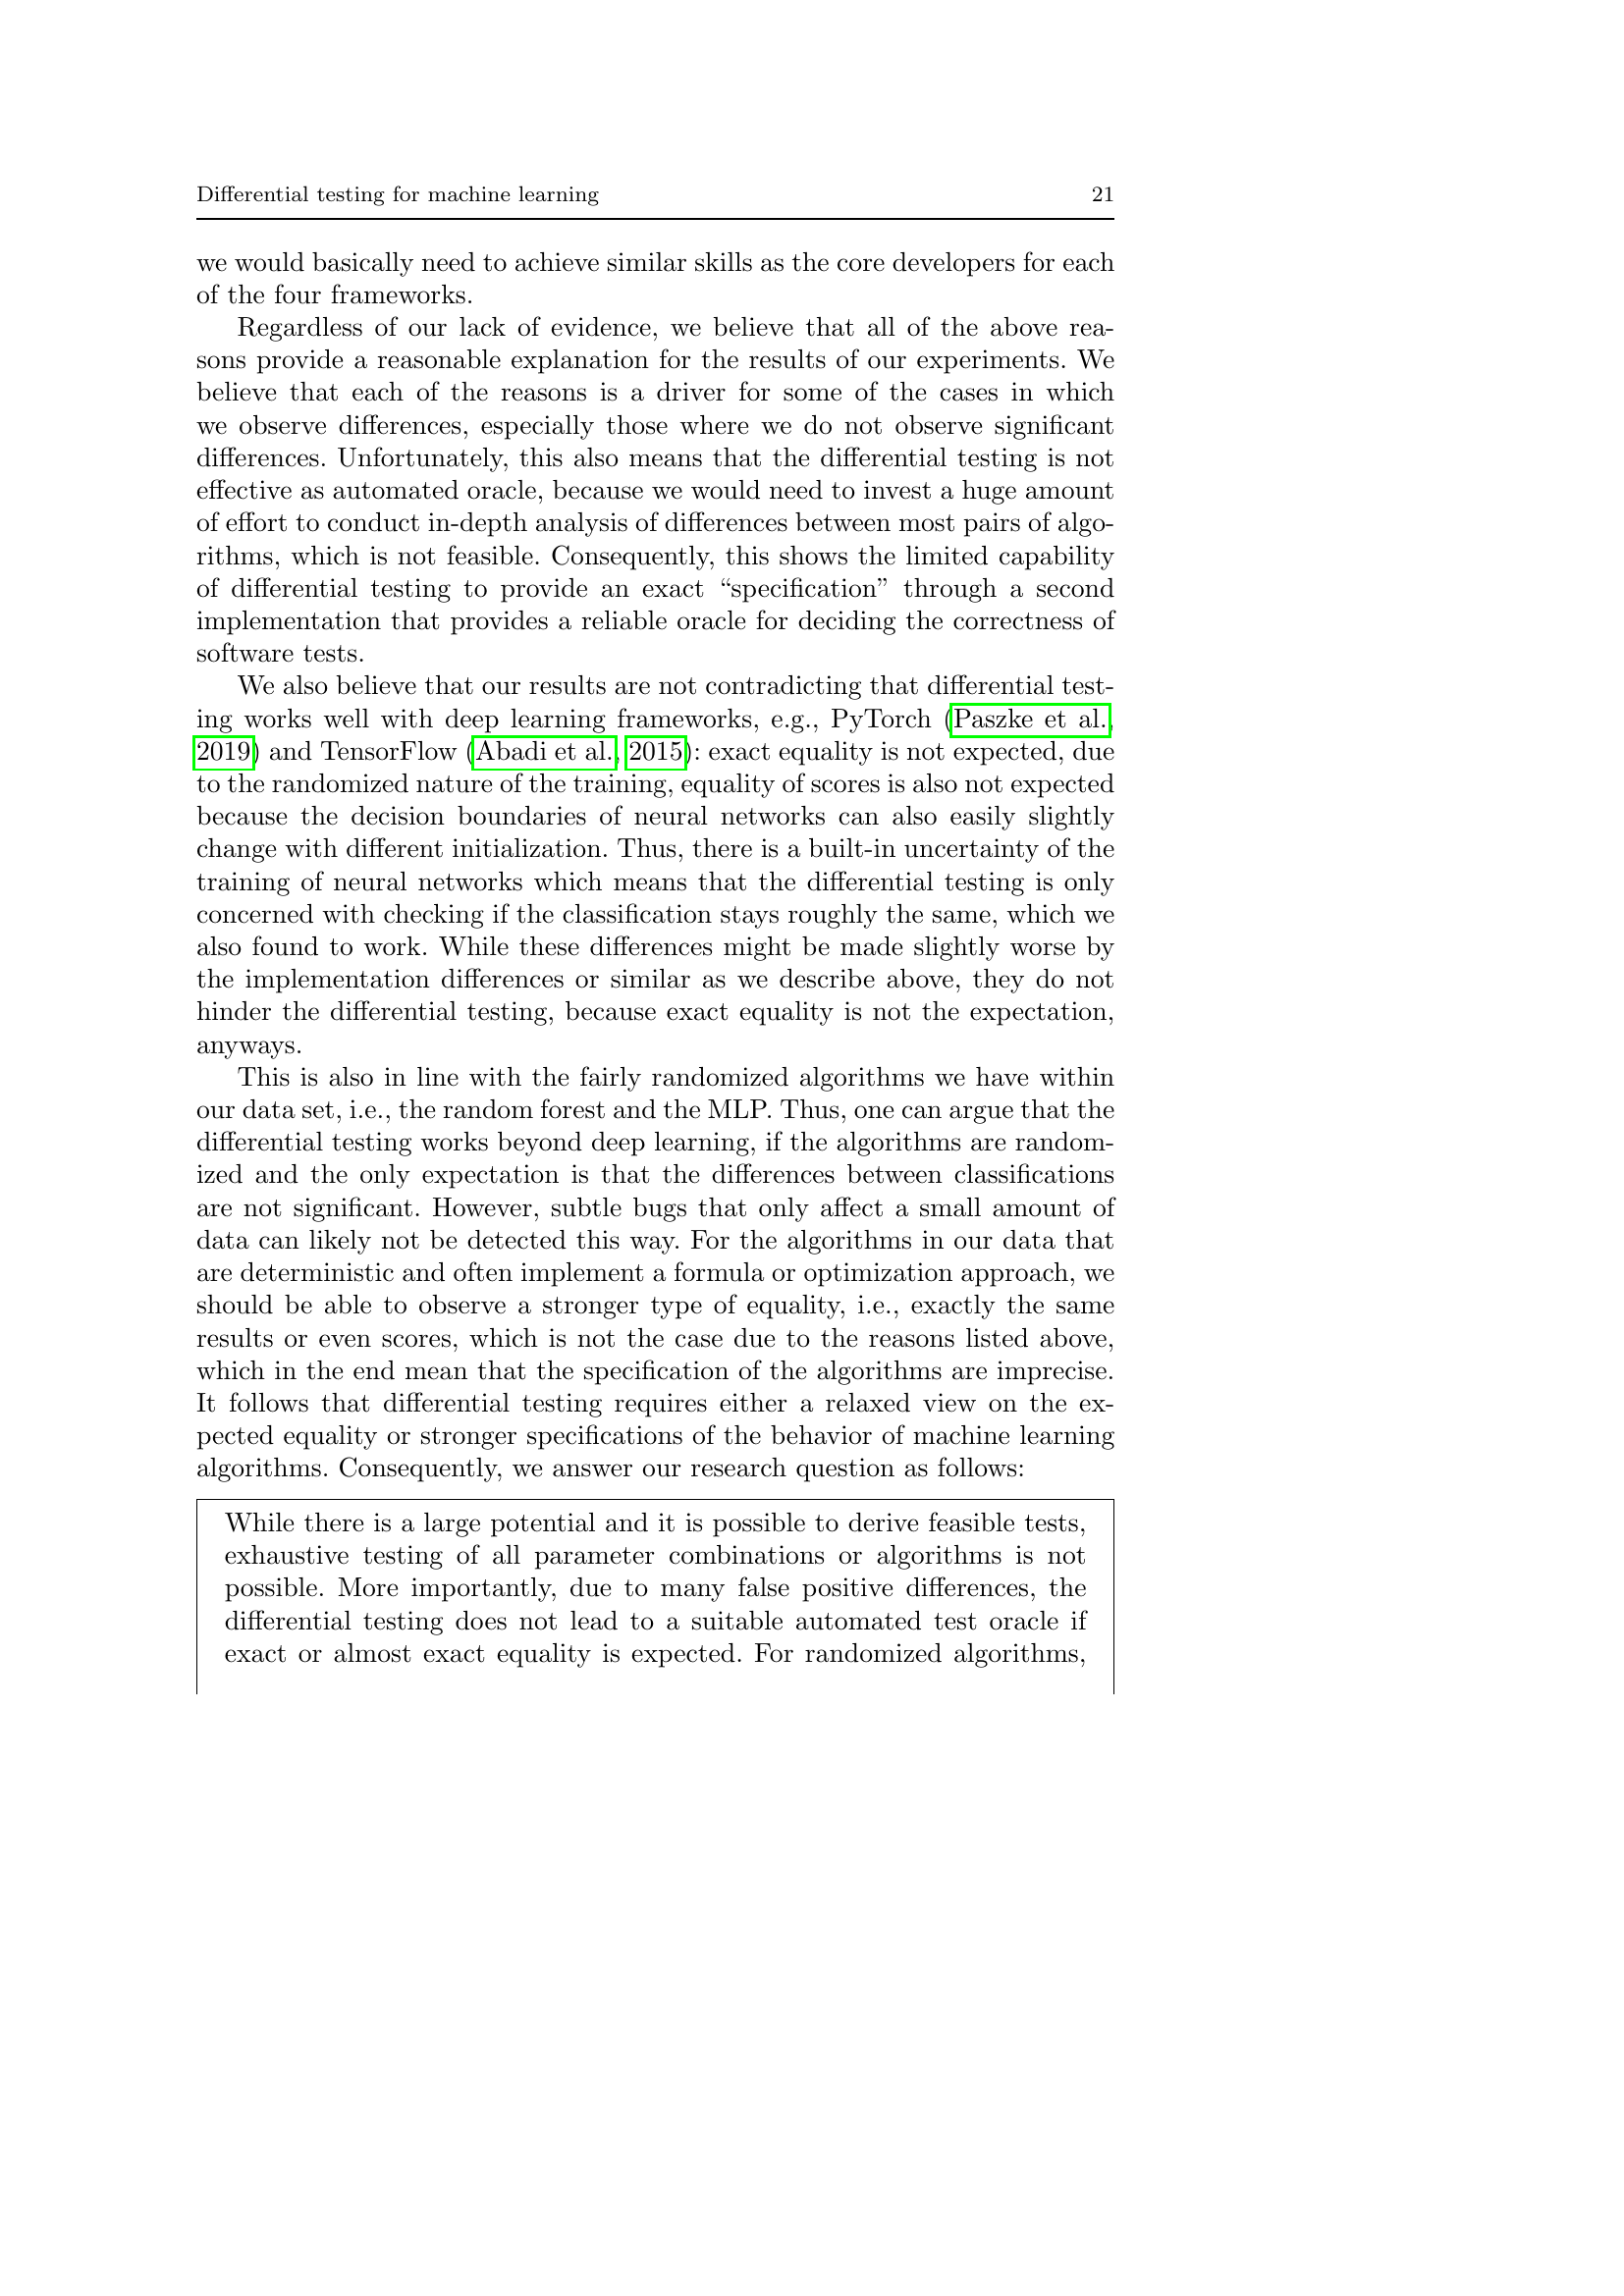 Differential testing for machine learning 21
we would basically need to achieve similar skills as the core developers for each
of the four frameworks.
Regardless of our lack of evidence, we believe that all of the above rea-
sons provide a reasonable explanation for the results of our experiments. We
believe that each of the reasons is a driver for some of the cases in which
we observe differences, especially those where we do not observe significant
differences. Unfortunately, this also means that the differential testing is not
effective as automated oracle, because we would need to invest a huge amount
of effort to conduct in-depth analysis of differences between most pairs of algo-
rithms, which is not feasible. Consequently, this shows the limited capability
of differential testing to provide an exact “specification” through a second
implementation that provides a reliable oracle for deciding the correctness of
software tests.
We also believe that our results are not contradicting that differential test-
ing works well with deep learning frameworks, e.g., PyTorch (Paszke et al.,
2019) and TensorFlow (Abadi et al., 2015): exact equality is not expected, due
to the randomized nature of the training, equality of scores is also not expected
because the decision boundaries of neural networks can also easily slightly
change with different initialization. Thus, there is a built-in uncertainty of the
training of neural networks which means that the differential testing is only
concerned with checking if the classification stays roughly the same, which we
also found to work. While these differences might be made slightly worse by
the implementation differences or similar as we describe above, they do not
hinder the differential testing, because exact equality is not the expectation,
anyways.
This is also in line with the fairly randomized algorithms we have within
our data set, i.e., the random forest and the MLP. Thus, one can argue that the
differential testing works beyond deep learning, if the algorithms are random-
ized and the only expectation is that the differences between classifications
are not significant. However, subtle bugs that only affect a small amount of
data can likely not be detected this way. For the algorithms in our data that
are deterministic and often implement a formula or optimization approach, we
should be able to observe a stronger type of equality, i.e., exactly the same
results or even scores, which is not the case due to the reasons listed above,
which in the end mean that the specification of the algorithms are imprecise.
It follows that differential testing requires either a relaxed view on the ex-
pected equality or stronger specifications of the behavior of machine learning
algorithms. Consequently, we answer our research question as follows:
While there is a large potential and it is possible to derive feasible tests,
exhaustive testing of all parameter combinations or algorithms is not
possible. More importantly, due to many false positive differences, the
differential testing does not lead to a suitable automated test oracle if
exact or almost exact equality is expected. For randomized algorithms,